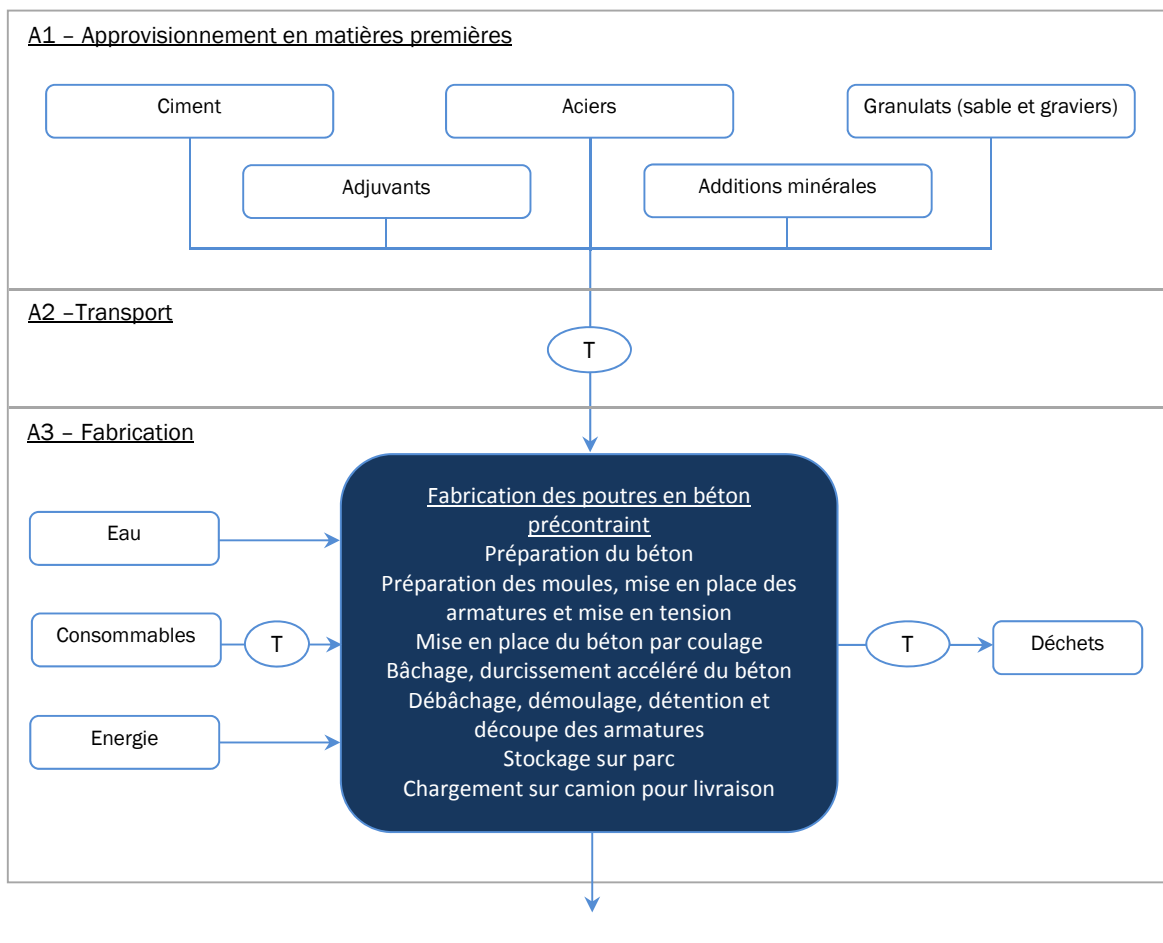 A1 – Approvisionnement en matières premières
Ciment
Aciers
Granulats (sable et graviers)
Adjuvants
Additions minérales
A2 –Transport
T
A3 – Fabrication
Fabrication des poutres en béton
précontraint
Préparation du béton
Préparation des moules, mise en place des
armatures et mise en tension
Mise en place du béton par coulage
Bâchage, durcissement accéléré du béton
Débâchage, démoulage, détention et
découpe des armatures
Stockage sur parc
Chargement sur camion pour livraison
Eau
Consommables
T
Energie
T
Déchets